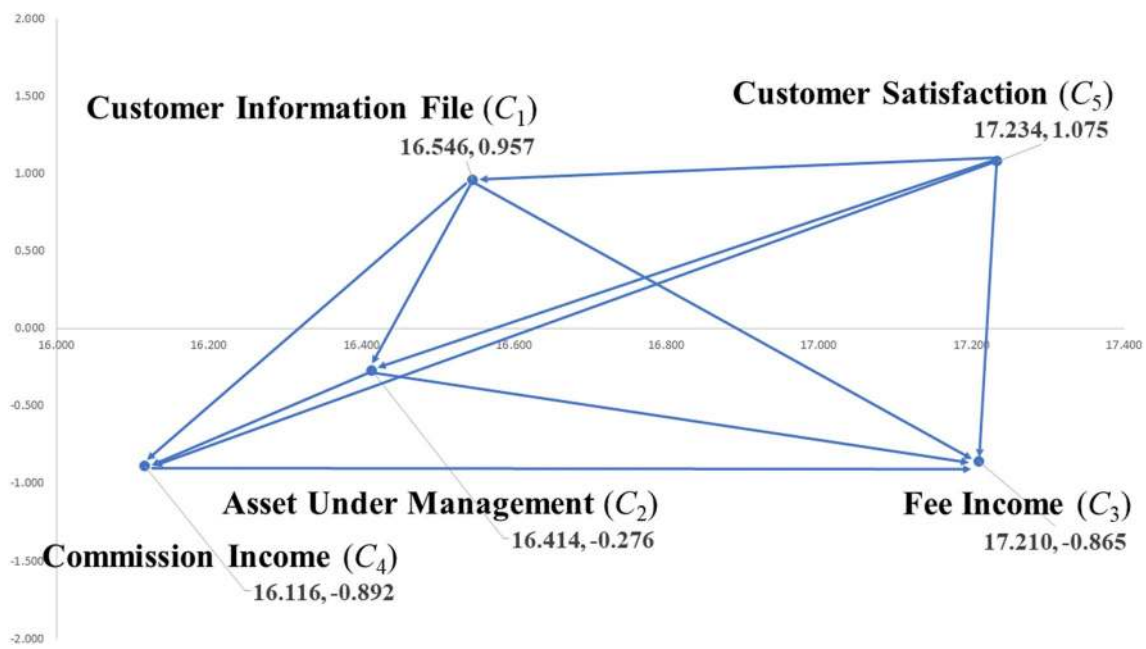 2.000
1.500
Customer Satisfaction (C5)
Customer Information File (C1)
17.234, 1.075
16.546, 0.957
1.000
0.500
0.000
16.000 16.200 16.400 16.600 16.800 17.000 17.200 17.400
-0.500
-1.000
Asset Under Management (C2)
Fee Income (C3)
16.414, -0.276
17.210, -0.865
Commission Income (C4)
-1.500
16.116, -0.892
-2.000